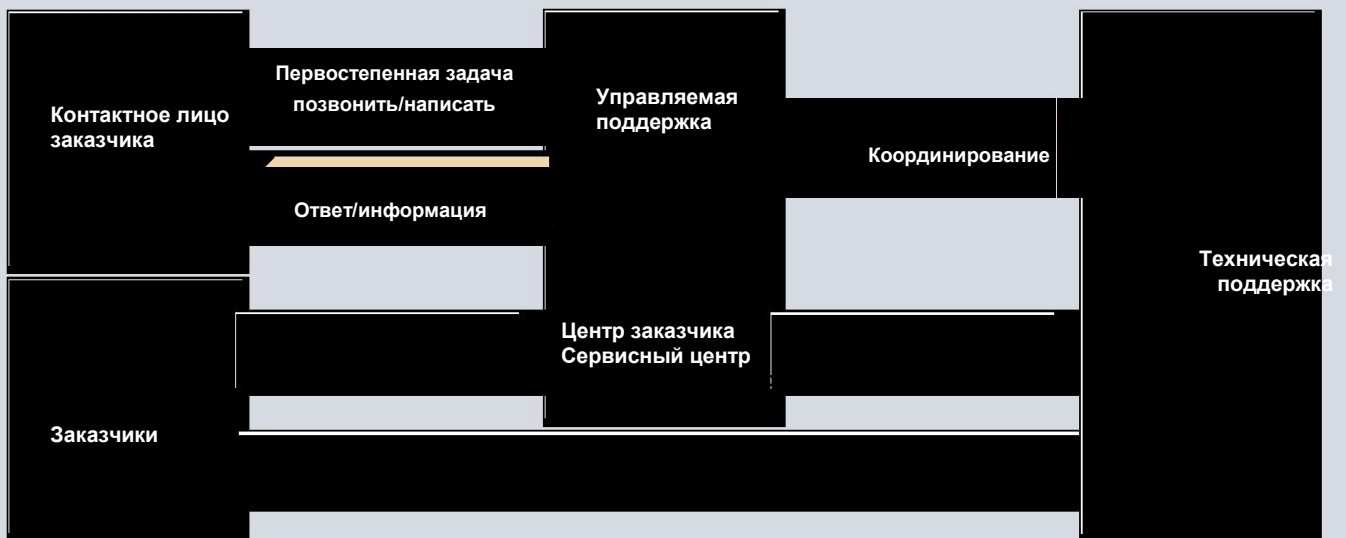 Контактное лицо
заказчика
Первостепенная задача
позвонить/написать
Ответ/информация
Управляемая
поддержка
Координирование
Техническая
поддержка
Центр заказчика
Сервисный центр
Заказчики